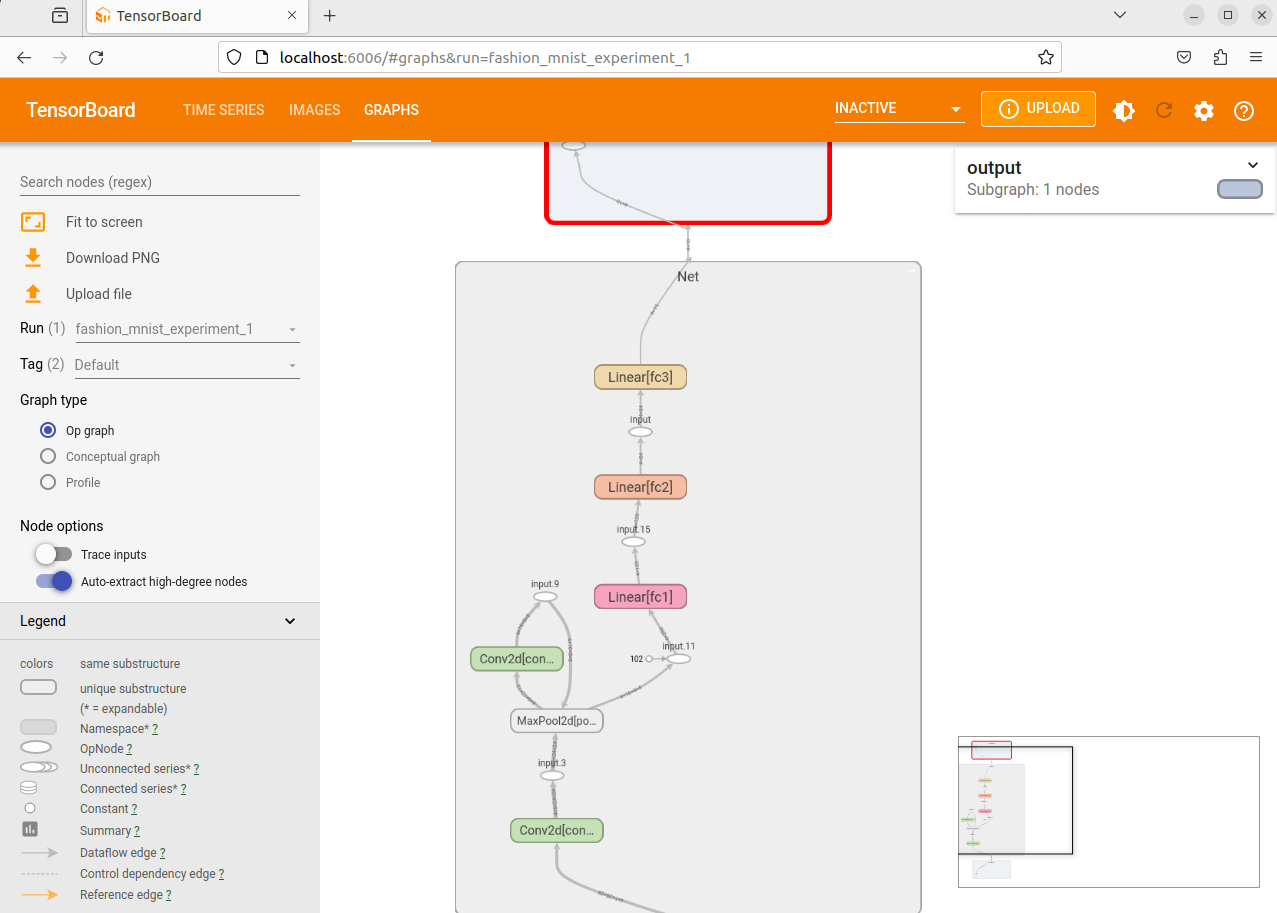 TensorBoard
localhost:6006/#graphs&run=fashion_mnist_experiment_1
TensorBoard
TIME SERIES
IMAGES
GRAPHS
INACTIVE
UPLOAD
Search nodes (regex)
Fit to screen
Download PNG
Upload file
Run (1) fashion_mnist_experiment_1
Tag (2) Default
Graph type
Op graph
Conceptual graph
Profile
Node options
Trace inputs
Auto-extract high-degree nodes
Legend
colors same substructure
unique substructure
(* = expandable)
Namespace* ?
OpNode ?
Unconnected series* ?
Connected series* ?
Constant ?
Summary ?
Dataflow edge ?
Control dependency edge ?
Reference edge ?
Net
Linear[fc3]
input
Linear[fc2]
input.15
input.9
Linear[fc1]
input.11
Conv2d[con...
102
MaxPool2d[po...
input.3
Conv2d[con...
output
Subgraph: 1 nodes